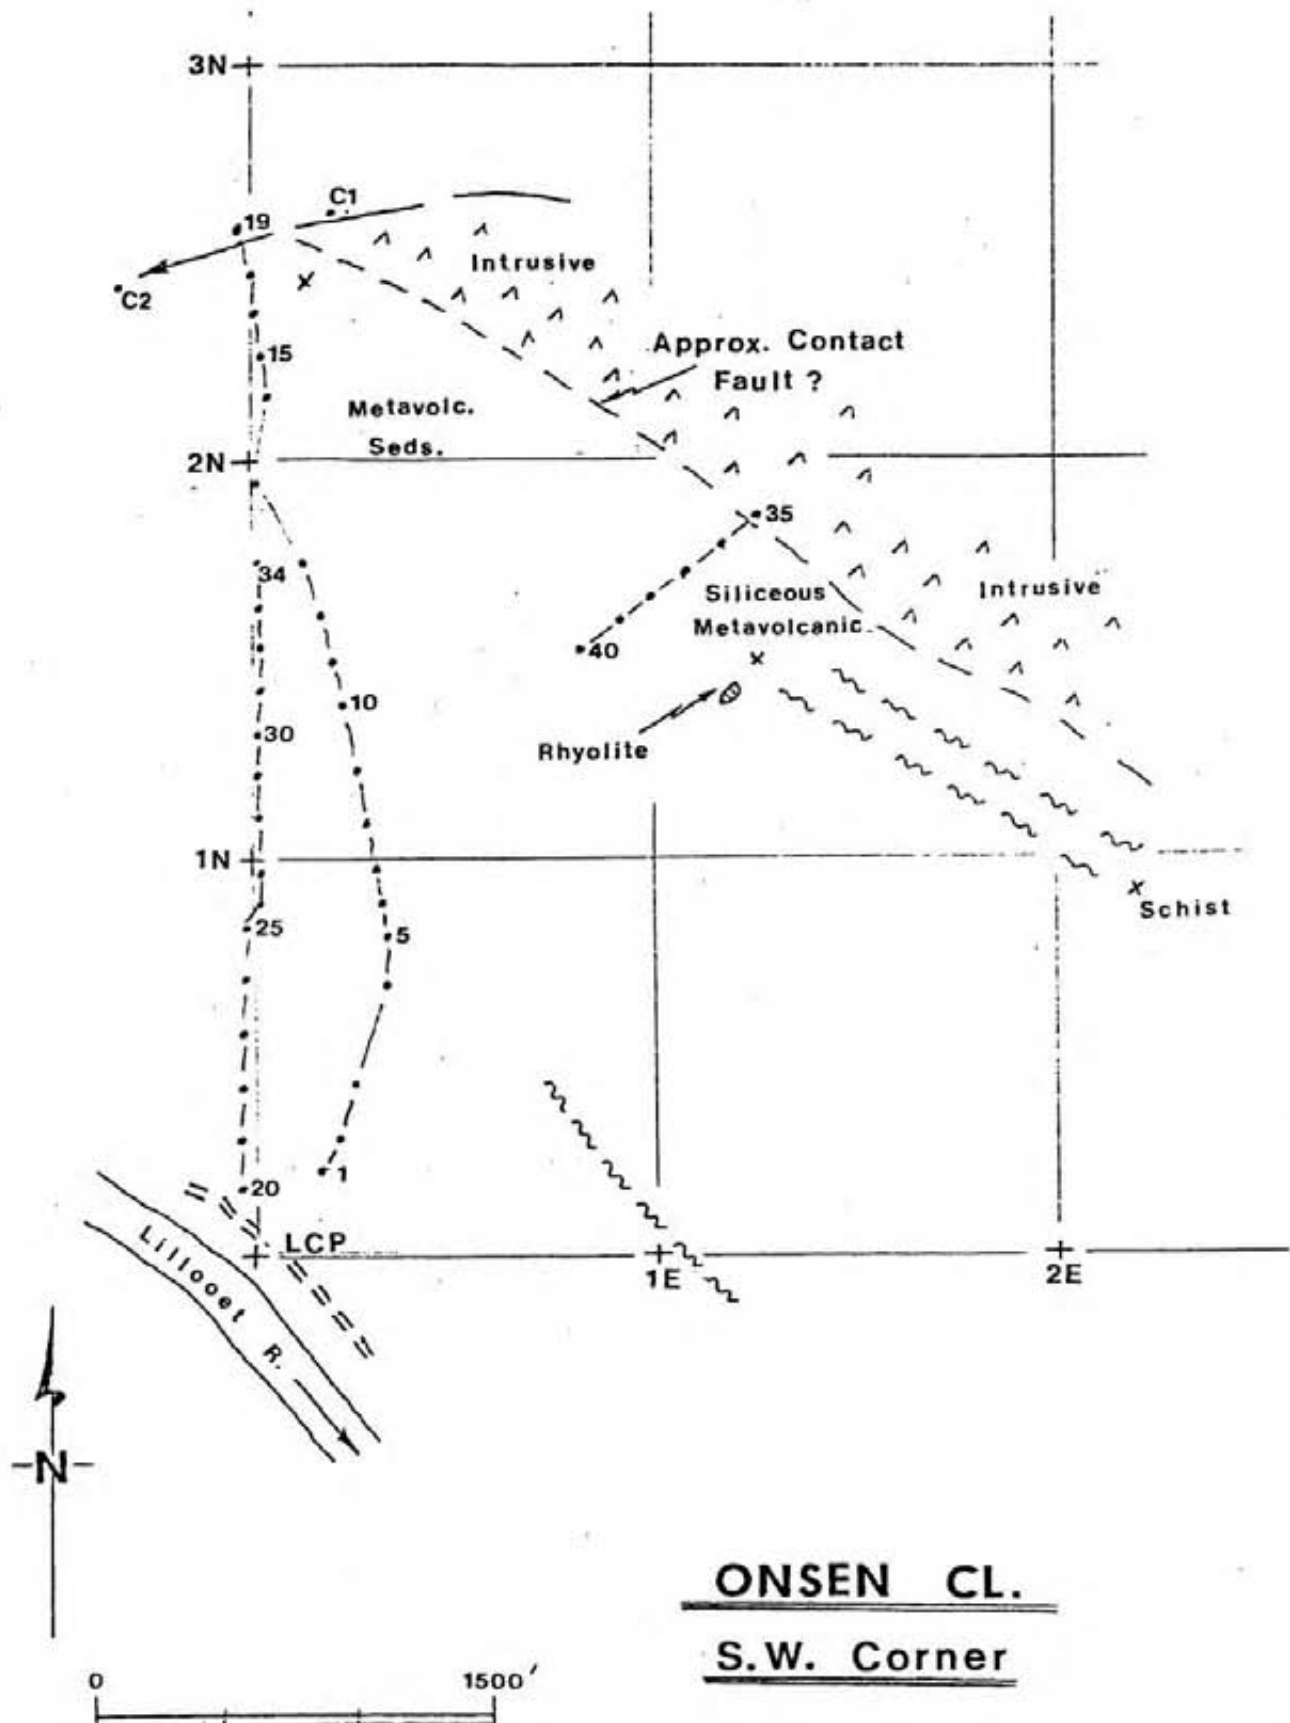 3N
C1
19
Intrusive
C2
Approx. Contact
Fault ?
15
Metavolc.
Seds.
2N
35
34
Siliceous
Metavolcanic
Intrusive
40
10
30
Rhyolite
1N
Schist
25
5
1
20
LCP
1E
2E
Lillooet R.
N
ONSEN CL.
S.W. Corner
0 1500'